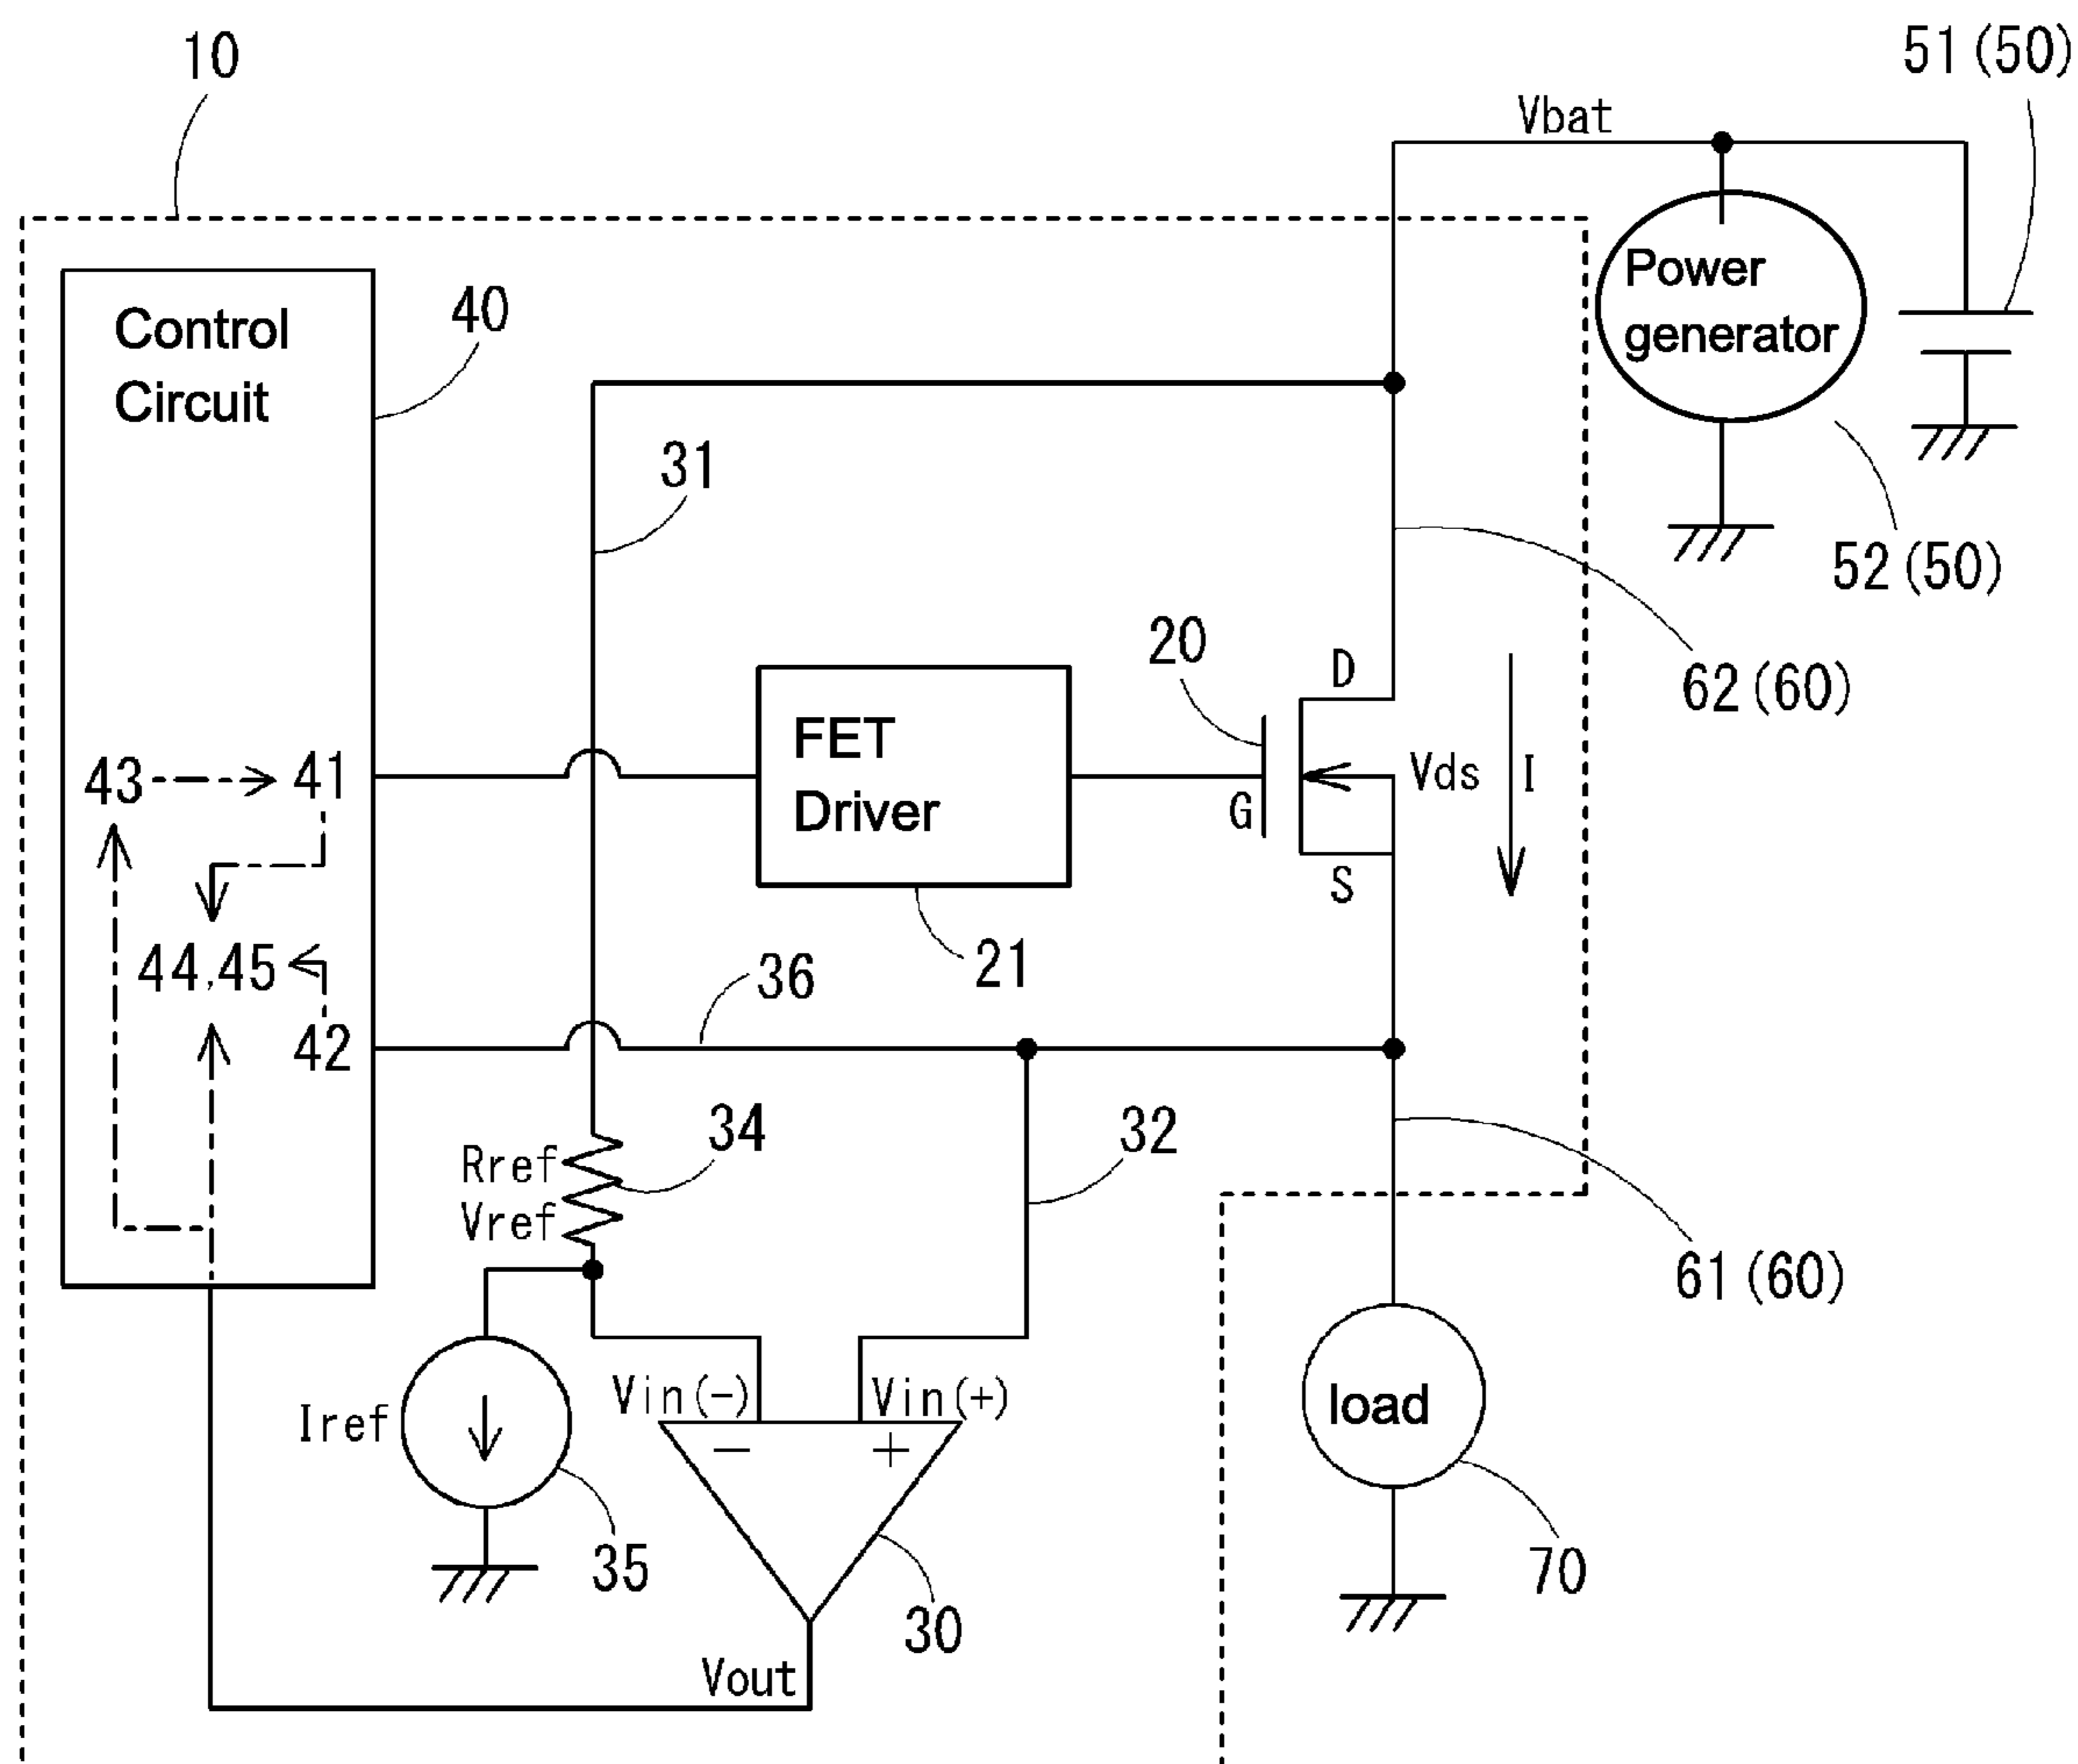 10
51(50)
Vbat
Control
Circuit
40
Power
generator
31
52(50)
20
D
62(60)
FET
Driver
43
41
G
Vds
I
S
44,45
21
36
42
34
32
Rref
Vref
61(60)
Vin(-)
Vin(+)
Iref
−
+
load
35
70
30
Vout